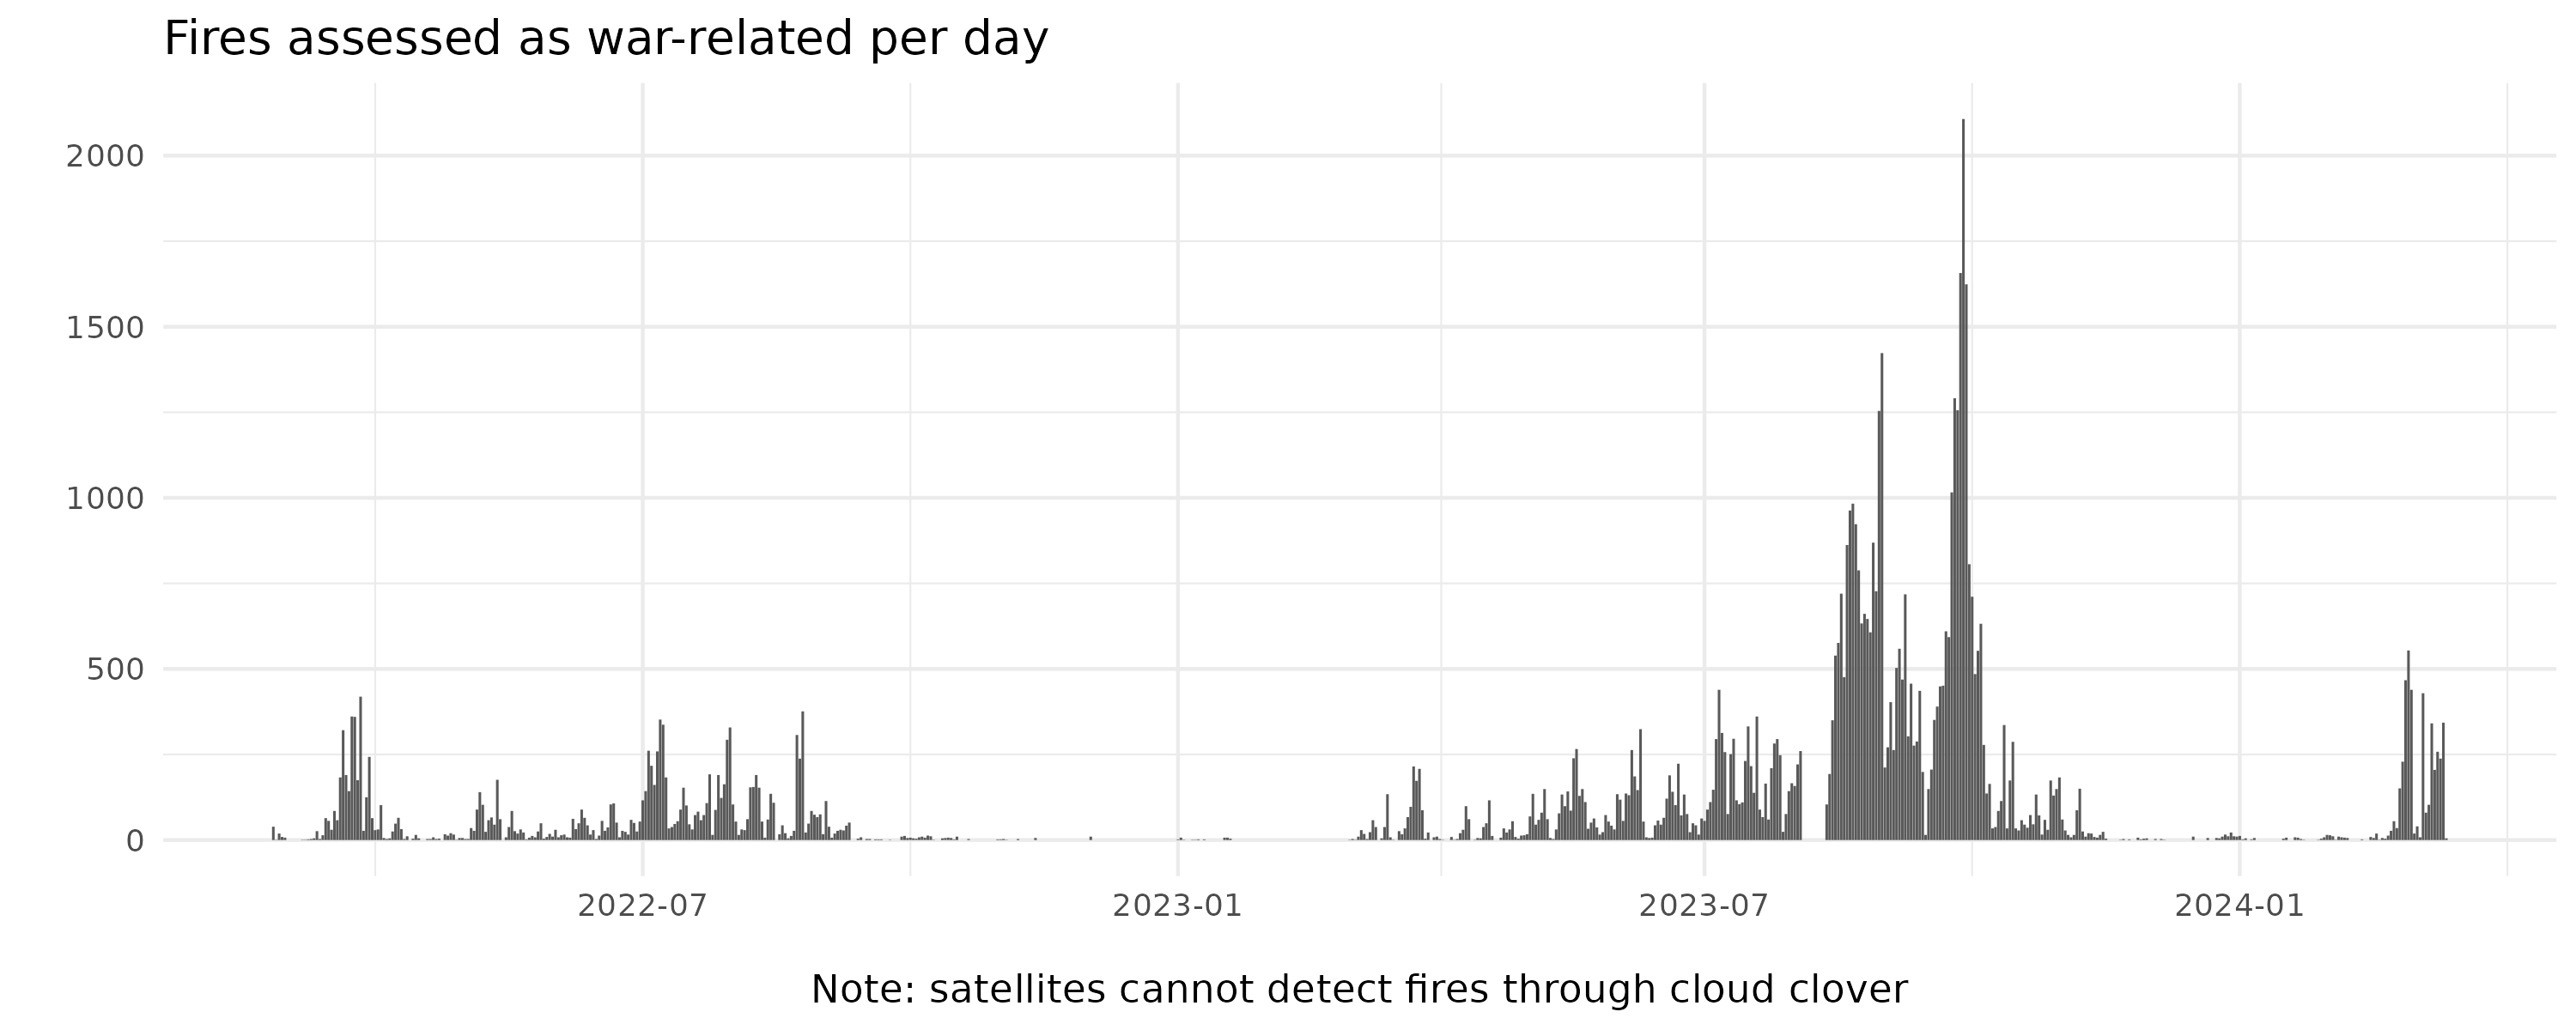 Fires assessed as war-related per day
2000
1500
1000
500
0
2022-07 2023-01 2023-07 2024-01
Note: satellites cannot detect fires through cloud clover